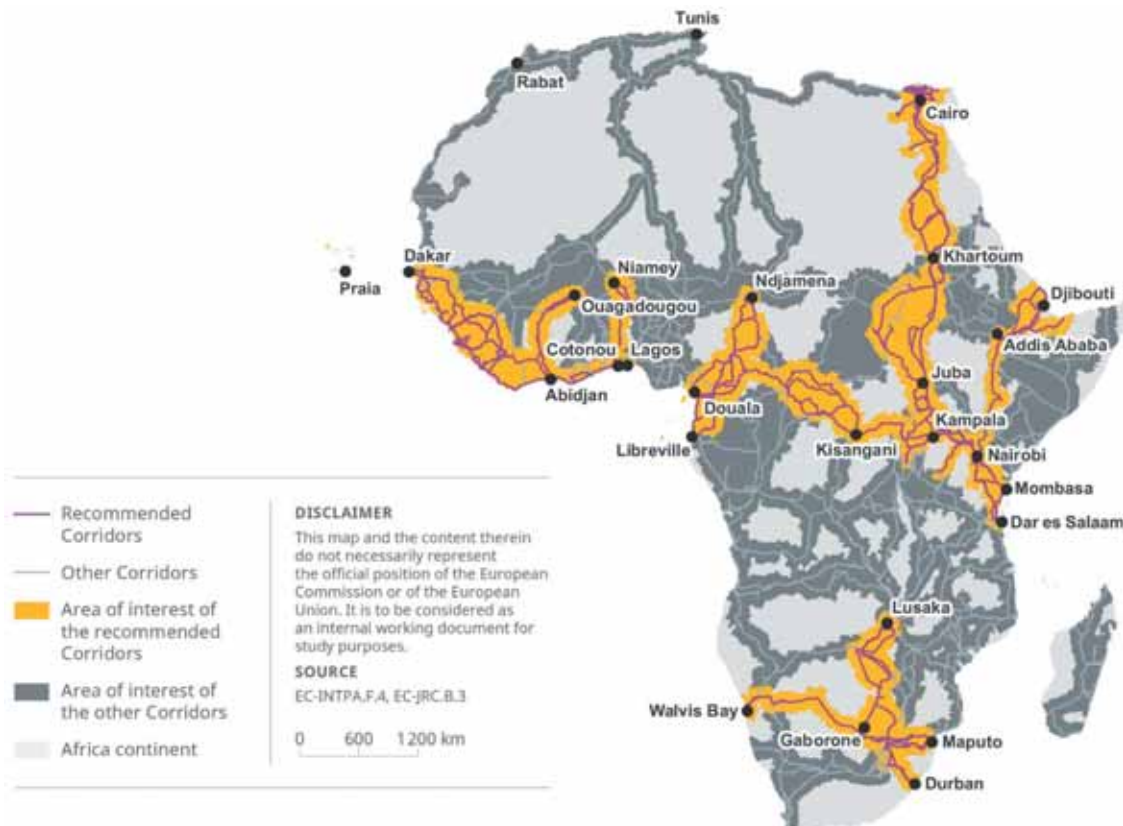 Tunis
Rabat
Cairo
Dakar
Praia
Niamey
Ouagadougou
Ndjamena
Khartoum
Djibouti
Addis Ababa
Cotonou
Lagos
Abidjan
Juba
Douala
Kampala
Libreville
Kisangani
Nairobi
Mombasa
Dar es Salaam
Lusaka
Walvis Bay
Gaborone
Maputo
Durban
Recommended
Corridors
Other Corridors
Area of interest of
the recommended
Corridors
Area of interest of
the other Corridors
Africa continent
DISCLAIMER
This map and the content therein
do not necessarily represent
the official position of the European
Commission or of the European
Union. It is to be considered as
an internal working document for
study purposes.
SOURCE
EC-INTPA.F.4, EC-JRC.B.3
0 600 1200 km